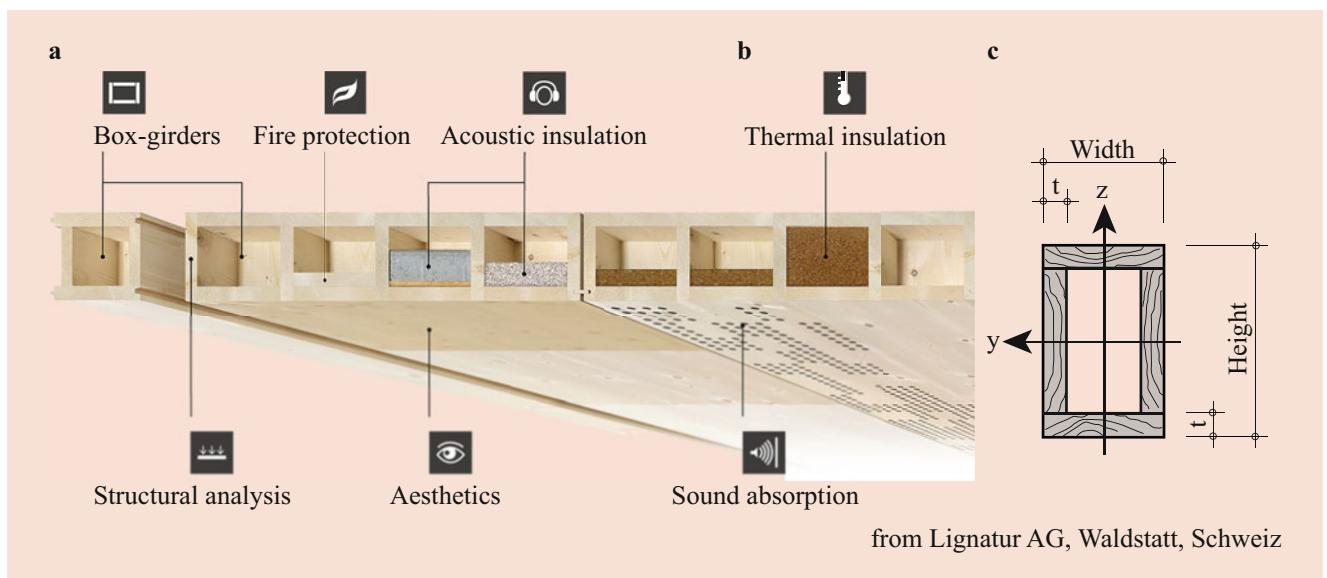 a
b
c
Box-girders
Fire protection
Acoustic insulation
Thermal insulation
Width
t
z
y
Height
t
Structural analysis
Aesthetics
Sound absorption
from Lignatur AG, Waldstatt, Schweiz